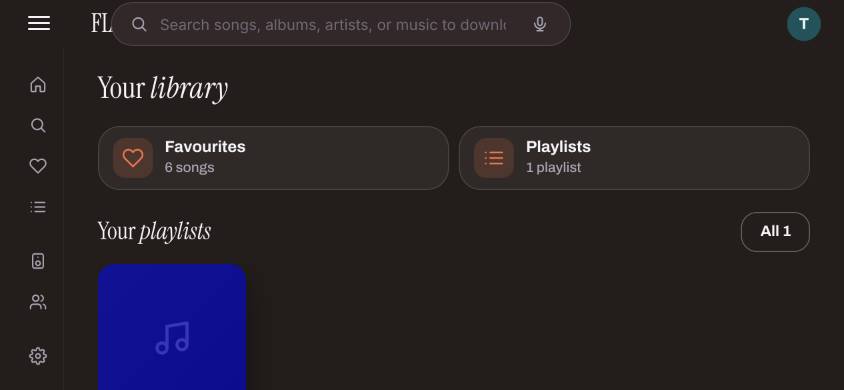 FL
Search songs, albums, artists, or music to downl
T
Your library
Favourites
6 songs
Playlists
1 playlist
Your playlists
All 1